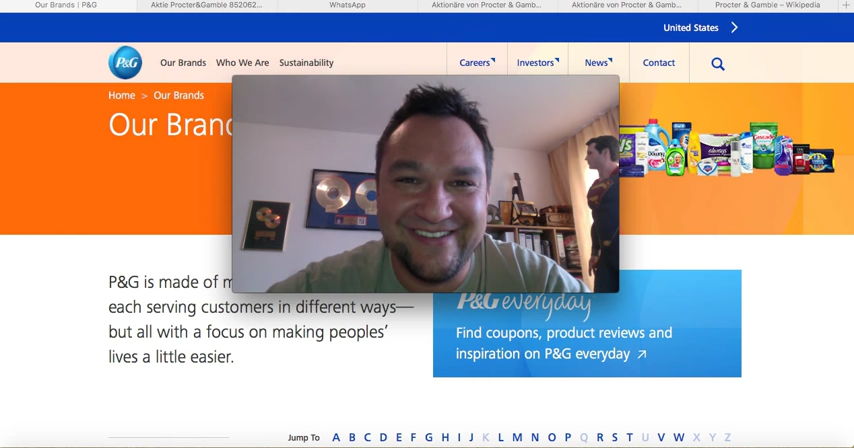 Our Brands | P&G
Aktie Procter&Gamble 852062...
WhatsApp
Aktionäre von Procter & Gamb...
Aktionäre von Procter & Gamb...
Procter & Gamble – Wikipedia
+
United States
P&G
Our Brands
Who We Are
Sustainability
Careers
Investors
News
Contact
Home > Our Brands
Our Brand
Downy
always
Cascade
P&G is made of
each serving customers in different ways—
but all with a focus on making peoples’
lives a little easier.
P&G everyday
Find coupons, product reviews and
inspiration on P&G everyday ↗
Jump To A B C D E F G H I J K L M N O P Q R S T U V W X Y Z